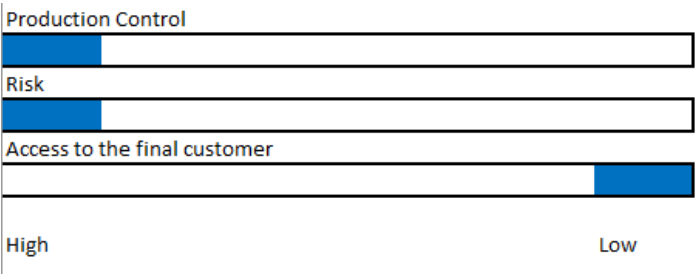 Production Control
Risk
Access to the final customer
High Low